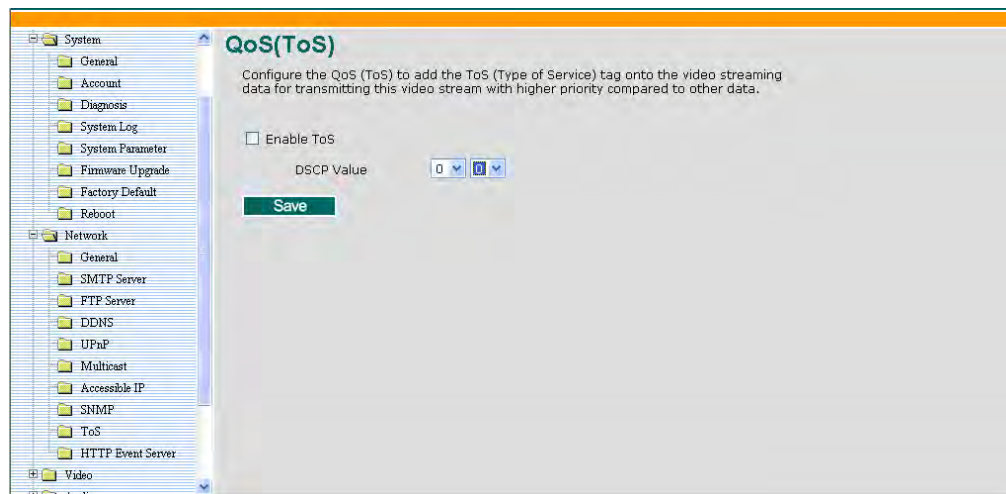 System
General
Account
Diagnosis
System Log
System Parameter
Firmware Upgrade
Factory Default
Reboot
Network
General
SMTP Server
FTP Server
DDNS
UPnP
Multicast
Accessible IP
SNMP
ToS
HTTP Event Server
Video
QoS(ToS)
Configure the QoS (ToS) to add the ToS (Type of Service) tag onto the video streaming
data for transmitting this video stream with higher priority compared to other data.
Enable ToS
DSCP Value 0 0
Save